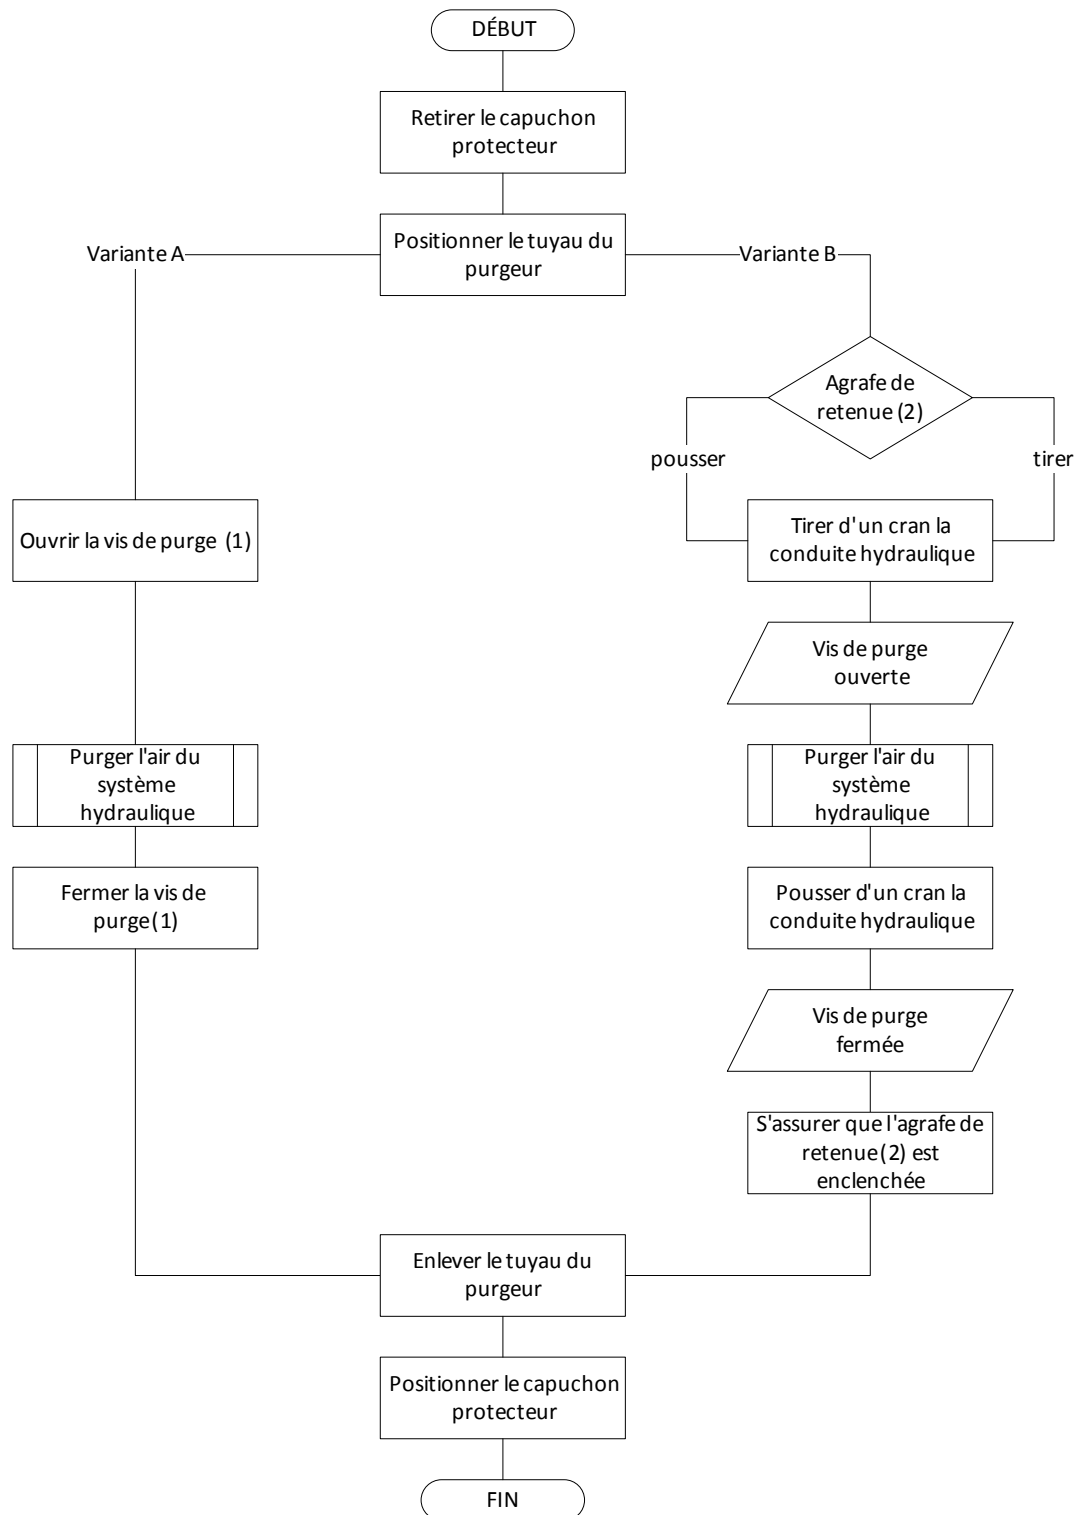 DÉBUT
Retirer le capuchon
protecteur
Positionner le tuyau du
purgeur
Variante A
Variante B
Agrafe de
retenue (2)
pousser
tirer
Ouvrir la vis de purge (1)
Tirer d'un cran la
conduite hydraulique
Vis de purge
ouverte
Purger l'air du
système
hydraulique
Purger l'air du
système
hydraulique
Fermer la vis de
purge (1)
Pousser d'un cran la
conduite hydraulique
Vis de purge
fermée
S'assurer que l'agrafe de
retenue (2) est
enclenchée
Enlever le tuyau du
purgeur
Positionner le capuchon
protecteur
FIN